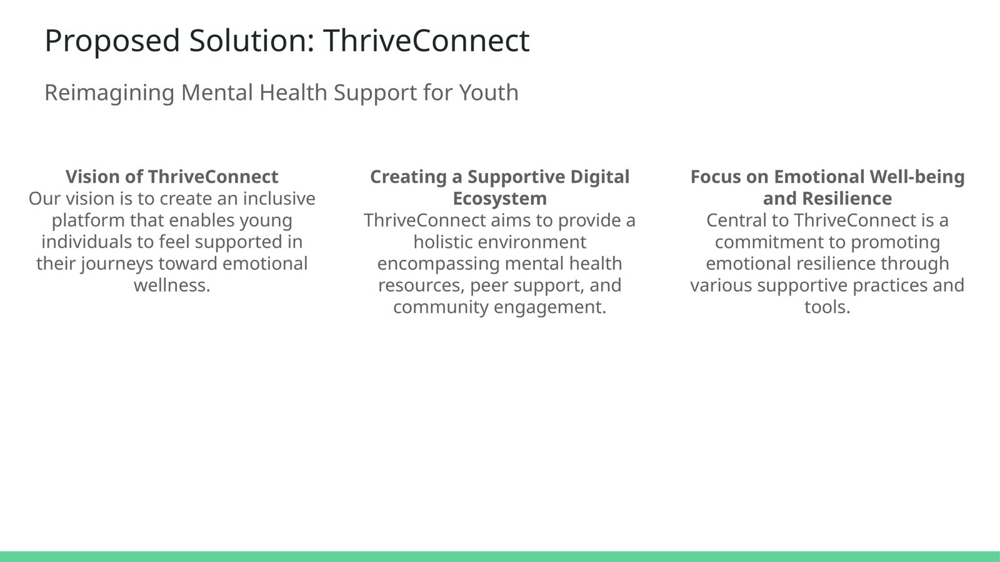 Proposed Solution: ThriveConnect
Reimagining Mental Health Support for Youth
Vision of ThriveConnect
Our vision is to create an inclusive
platform that enables young
individuals to feel supported in
their journeys toward emotional
wellness.
Creating a Supportive Digital
Ecosystem
ThriveConnect aims to provide a
holistic environment
encompassing mental health
resources, peer support, and
community engagement.
Focus on Emotional Well-being
and Resilience
Central to ThriveConnect is a
commitment to promoting
emotional resilience through
various supportive practices and
tools.